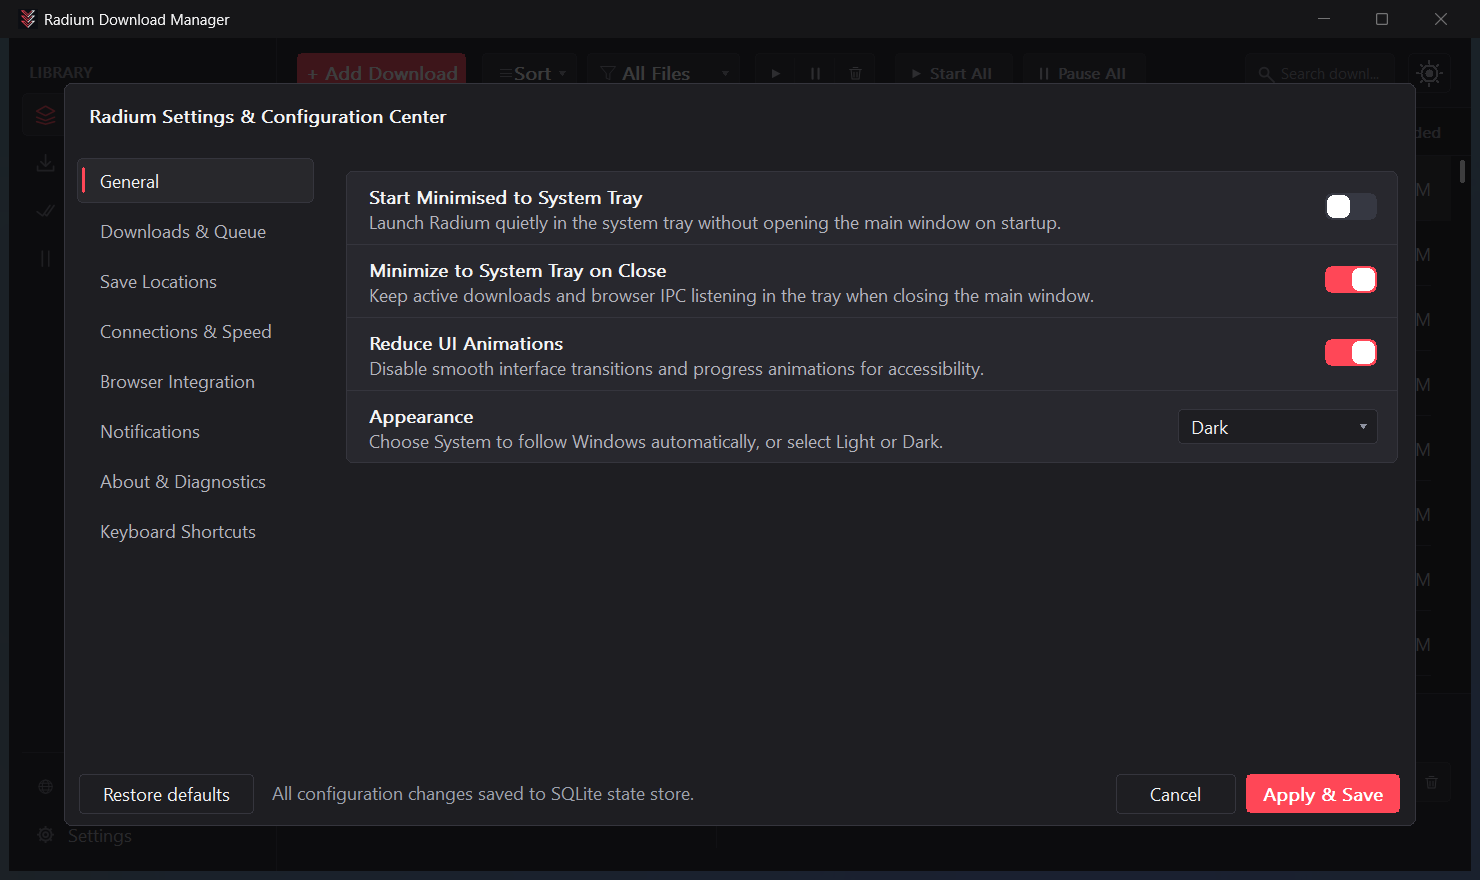 Radium Download Manager
LIBRARY
+ Add Download
Sort
All Files
Start All
Pause All
Search downl...
Radium Settings & Configuration Center
General
Downloads & Queue
Save Locations
Connections & Speed
Browser Integration
Notifications
About & Diagnostics
Keyboard Shortcuts
Start Minimised to System Tray
Launch Radium quietly in the system tray without opening the main window on startup.
Minimize to System Tray on Close
Keep active downloads and browser IPC listening in the tray when closing the main window.
Reduce UI Animations
Disable smooth interface transitions and progress animations for accessibility.
Appearance
Choose System to follow Windows automatically, or select Light or Dark.
Dark
Restore defaults
All configuration changes saved to SQLite state store.
Cancel
Apply & Save
Settings